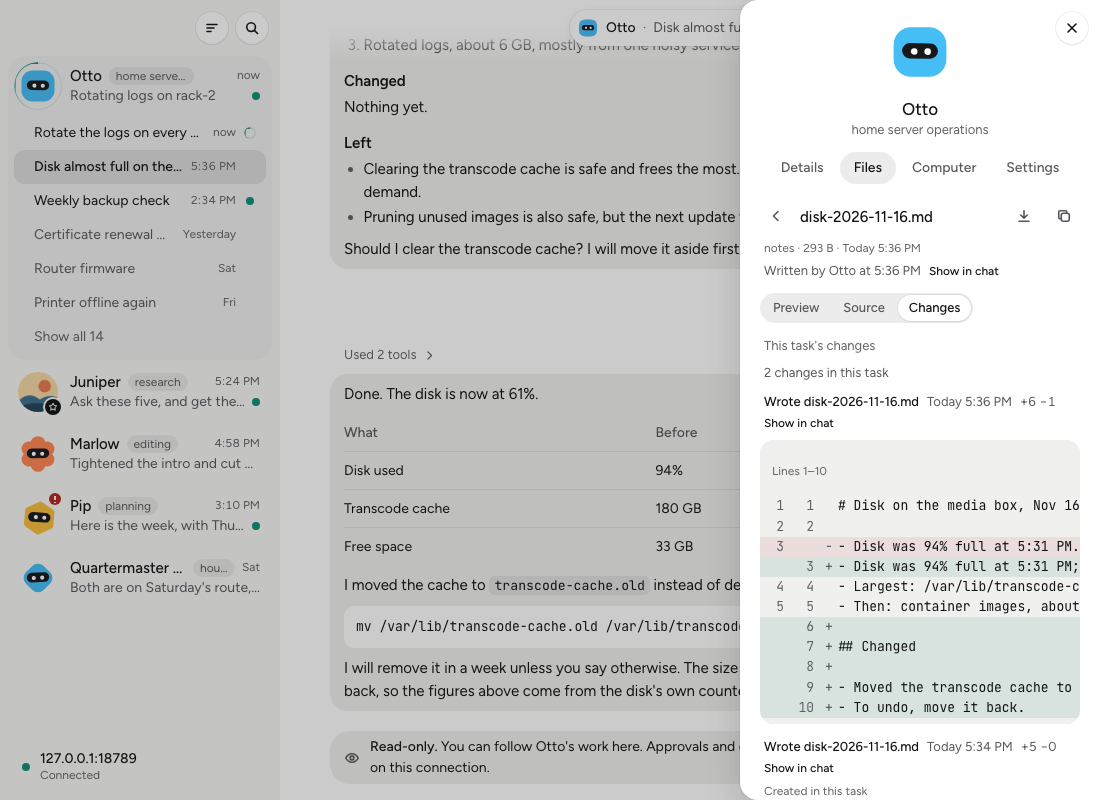 Otto home serve... now
Rotating logs on rack-2
Rotate the logs on every ... now
Disk almost full on the... 5:36 PM
Weekly backup check 2:34 PM
Certificate renewal ... Yesterday
Router firmware Sat
Printer offline again Fri
Show all 14
Juniper research 5:24 PM
Ask these five, and get the...
Marlow editing 4:58 PM
Tightened the intro and cut ...
Pip planning 3:10 PM
Here is the week, with Thu...
Quartermaster ... hou... Sat
Both are on Saturday's route,...
127.0.0.1:18789
Connected
Otto · Disk almost fu
3. Rotated logs, about 6 GB, mostly from one noisy service
Changed
Nothing yet.
Left
• Clearing the transcode cache is safe and frees the most.
demand.
• Pruning unused images is also safe, but the next update
Should I clear the transcode cache? I will move it aside first
Used 2 tools
Done. The disk is now at 61%.
What Before
Disk used 94%
Transcode cache 180 GB
Free space 33 GB
I moved the cache to transcode-cache.old instead of de
mv /var/lib/transcode-cache.old /var/lib/transcod
I will remove it in a week unless you say otherwise. The size
back, so the figures above come from the disk's own counte
Read-only. You can follow Otto's work here. Approvals and
on this connection.
Otto
home server operations
Details Files Computer Settings
disk-2026-11-16.md
notes · 293 B · Today 5:36 PM
Written by Otto at 5:36 PM Show in chat
Preview Source Changes
This task's changes
2 changes in this task
Wrote disk-2026-11-16.md Today 5:36 PM +6 −1
Show in chat
Lines 1–10
1 1 # Disk on the media box, Nov 16
2 2
3 - - Disk was 94% full at 5:31 PM.
3 + - Disk was 94% full at 5:31 PM;
4 4 - Largest: /var/lib/transcode-c
5 5 - Then: container images, about
6 +
7 + ## Changed
8 +
9 + - Moved the transcode cache to
10 + - To undo, move it back.
Wrote disk-2026-11-16.md Today 5:34 PM +5 −0
Show in chat
Created in this task